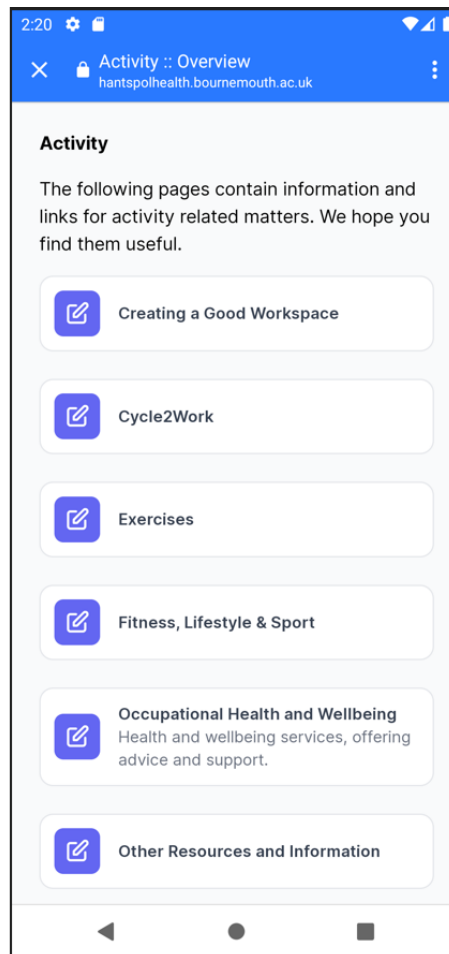 2:20
Activity :: Overview
hantspolhealth.bournemouth.ac.uk
Activity
The following pages contain information and
links for activity related matters. We hope you
find them useful.
Creating a Good Workspace
Cycle2Work
Exercises
Fitness, Lifestyle & Sport
Occupational Health and Wellbeing
Health and wellbeing services, offering
advice and support.
Other Resources and Information